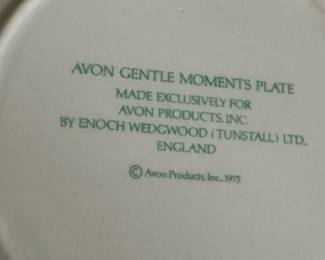 AVON GENTLE MOMENTS PLATE
MADE EXCLUSIVELY FOR
AVON PRODUCTS, INC.
BY ENOCH WEDGWOOD (TUNSTALL) LTD.,
ENGLAND
© Avon Products, Inc., 1975